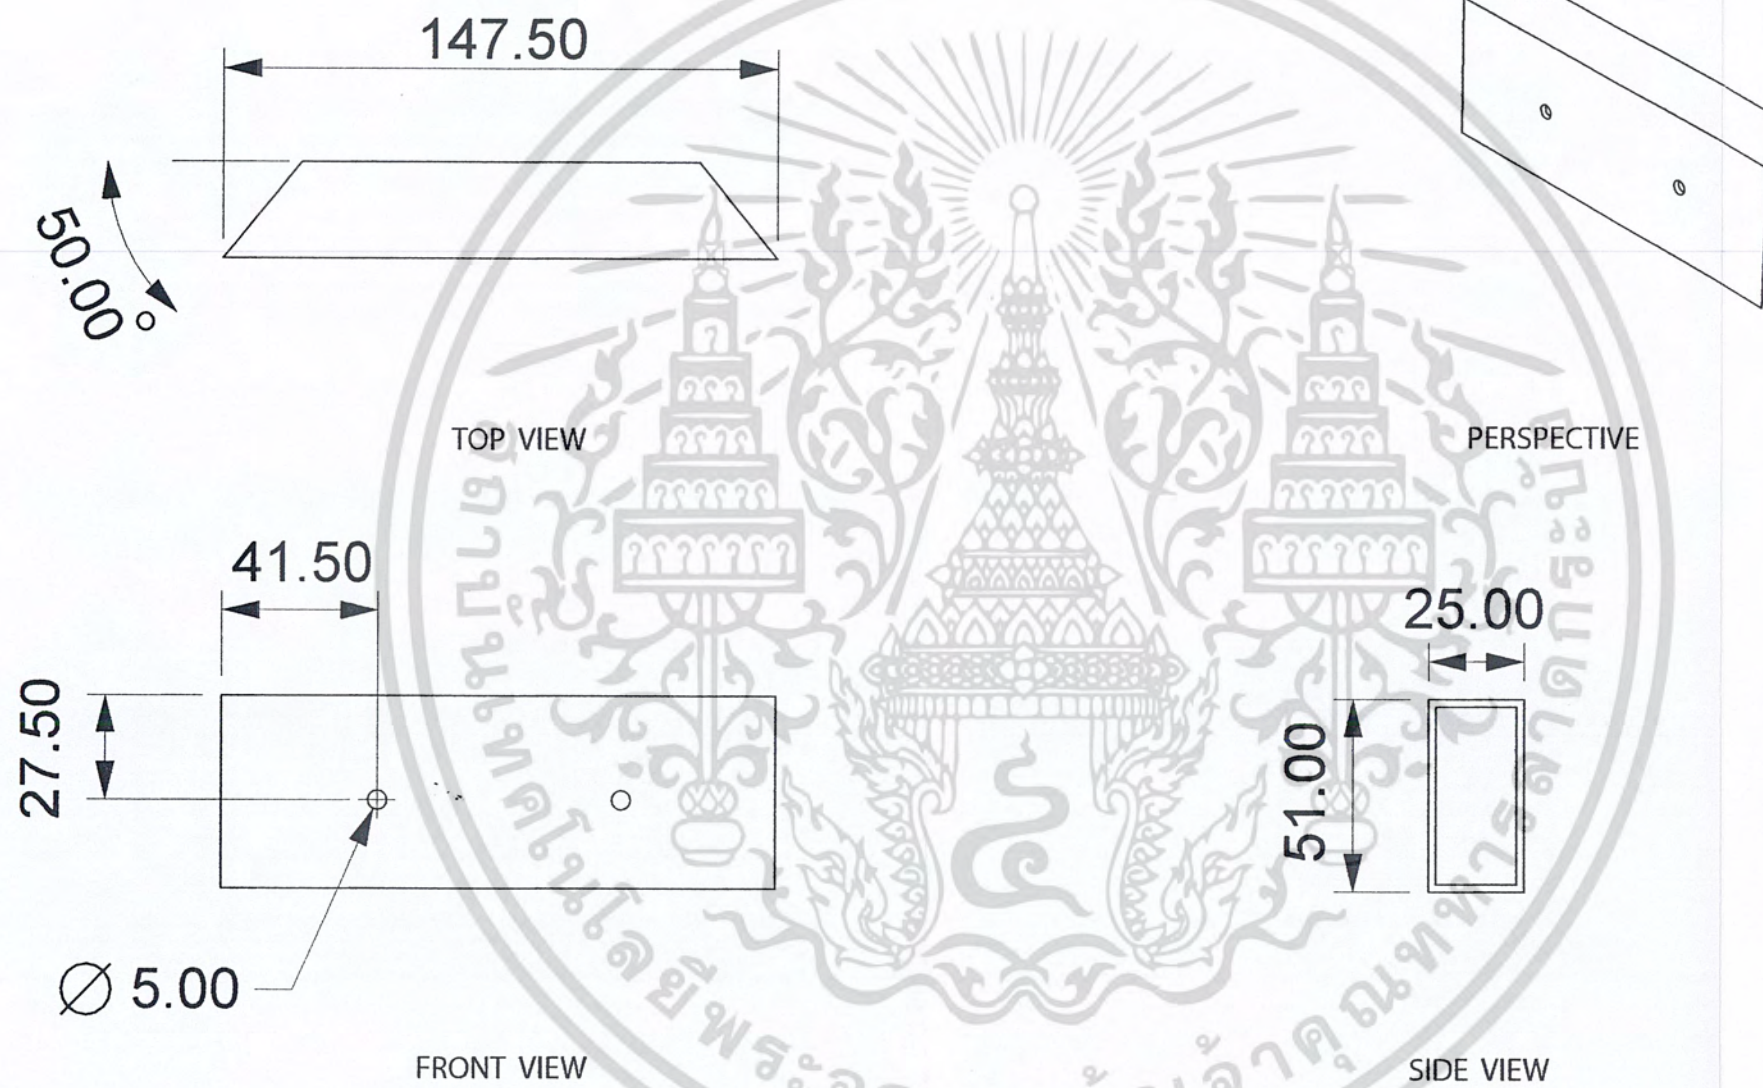 147.50
50.00°
TOP VIEW
PERSPECTIVE
41.50
25.00
27.50
51.00
Ø 5.00
FRONT VIEW
SIDE VIEW